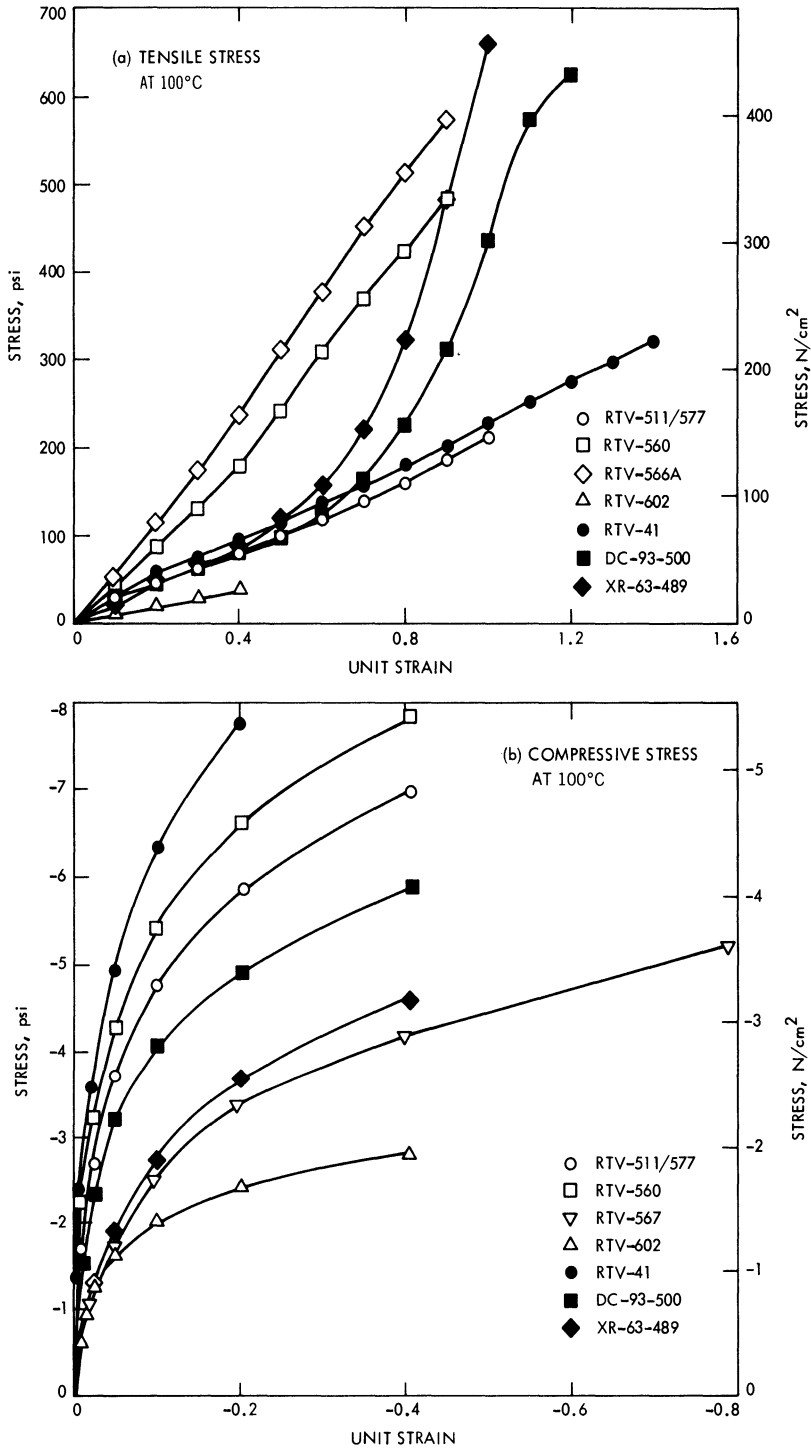 (a) TENSILE STRESS
AT 100°C
700
600
500
400
300
200
100
0
STRESS, psi
400
300
200
100
0
STRESS, N/cm2
RTV-511/577
RTV-560
RTV-566A
RTV-602
RTV-41
DC-93-500
XR-63-489
0
0.4
0.8
1.2
1.6
UNIT STRAIN
(b) COMPRESSIVE STRESS
AT 100°C
-8
-7
-6
-5
-4
-3
-2
-1
0
STRESS, psi
-5
-4
-3
-2
-1
0
STRESS, N/cm2
RTV-511/577
RTV-560
RTV-567
RTV-602
RTV-41
DC-93-500
XR-63-489
0
-0.2
-0.4
-0.6
-0.8
UNIT STRAIN